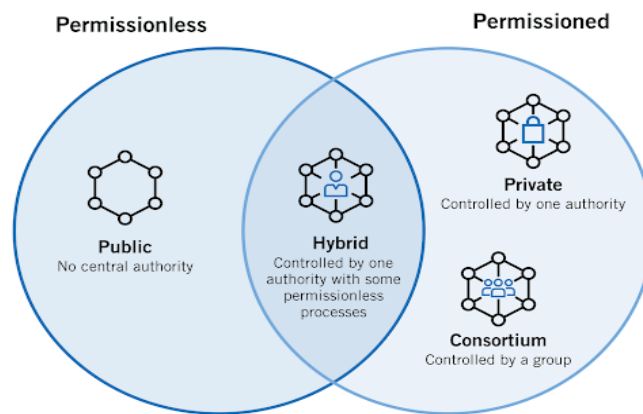 Permissionless
Permissioned
Public
No central authority
Hybrid
Controlled by one
authority with some
permissionless
processes
Private
Controlled by one authority
Consortium
Controlled by a group